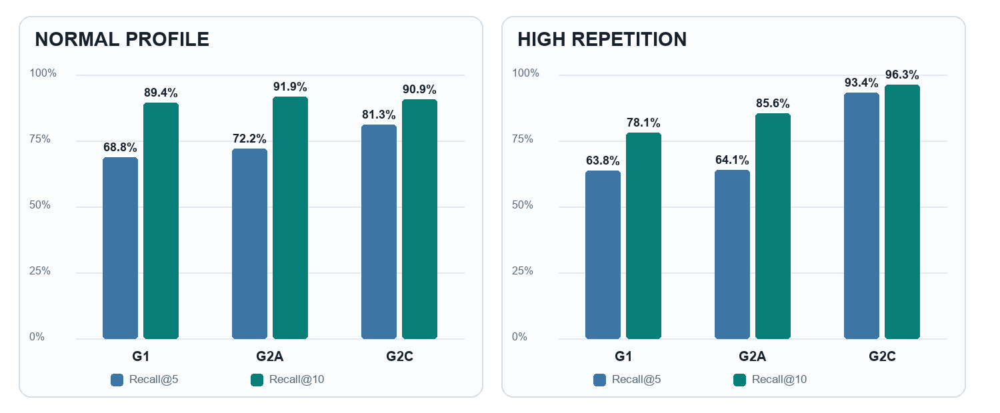 NORMAL PROFILE
100%
75%
50%
25%
0%
68.8%
89.4%
72.2%
91.9%
81.3%
90.9%
G1
G2A
G2C
Recall@5
Recall@10
HIGH REPETITION
100%
75%
50%
25%
0%
63.8%
78.1%
64.1%
85.6%
93.4%
96.3%
G1
G2A
G2C
Recall@5
Recall@10